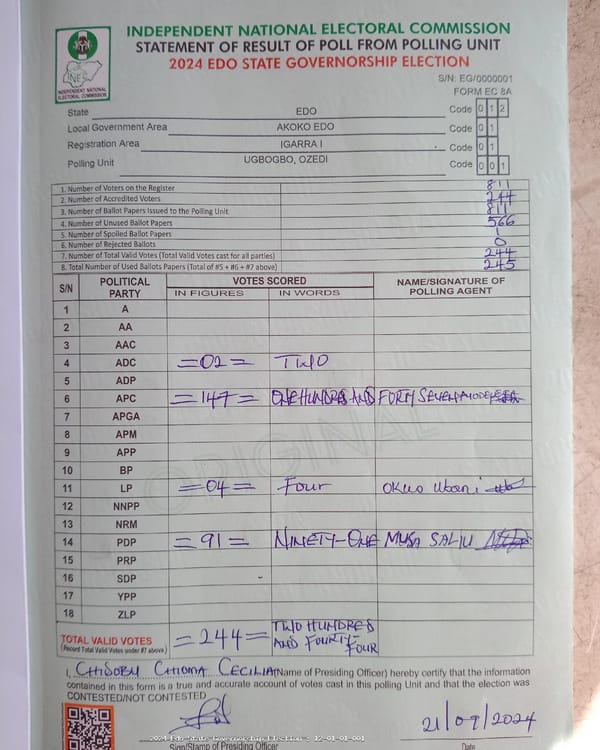 INDEPENDENT NATIONAL ELECTORAL COMMISSION
STATEMENT OF RESULT OF POLL FROM POLLING UNIT
2024 EDO STATE GOVERNORSHIP ELECTION
INEC
INDEPENDENT NATIONAL ELECTORAL COMMISSION
S/N: EG/0000001
FORM EC 8A
State EDO Code 0 1 2
Local Government Area AKOKO EDO Code 0 1
Registration Area IGARRA I Code 0 1
Polling Unit UGBOGBO, OZEDI Code 0 0 1
1. Number of Voters on the Register 811
2. Number of Accredited Voters 244
3. Number of Ballot Papers Issued to the Polling Unit 811
4. Number of Unused Ballot Papers 566
5. Number of Spoiled Ballot Papers 1
6. Number of Rejected Ballots 0
7. Number of Total Valid Votes (Total Valid Votes cast for all parties) 244
8. Total Number of Used Ballots Papers (Total of #5 + #6 + #7 above) 245
S/N POLITICAL PARTY VOTES SCORED NAME/SIGNATURE OF POLLING AGENT
IN FIGURES IN WORDS
1 A
2 AA
3 AAC
4 ADC =02= TWO
5 ADP
6 APC =147= ONE HUNDRED AND FORTY SEVEN
7 APGA
8 APM
9 APP
10 BP
11 LP =04= Four
12 NNPP
13 NRM
14 PDP =91= NINETY-ONE MUSA SALIU
15 PRP
16 SDP
17 YPP
18 ZLP
ORIGINAL
TOTAL VALID VOTES =244= TWO HUNDRED AND FOURTY-FOUR
(Record Total Valid Votes under #7 above)
I, CHISOBU CHIOMA CECILIA (Name of Presiding Officer) hereby certify that the information
contained in this form is a true and accurate account of votes cast in this polling Unit and that the election was
CONTESTED/NOT CONTESTED
21/09/2024
2024 Edo State Governorship Election - 12-01-01-001
Sign/Stamp of Presiding Officer Date